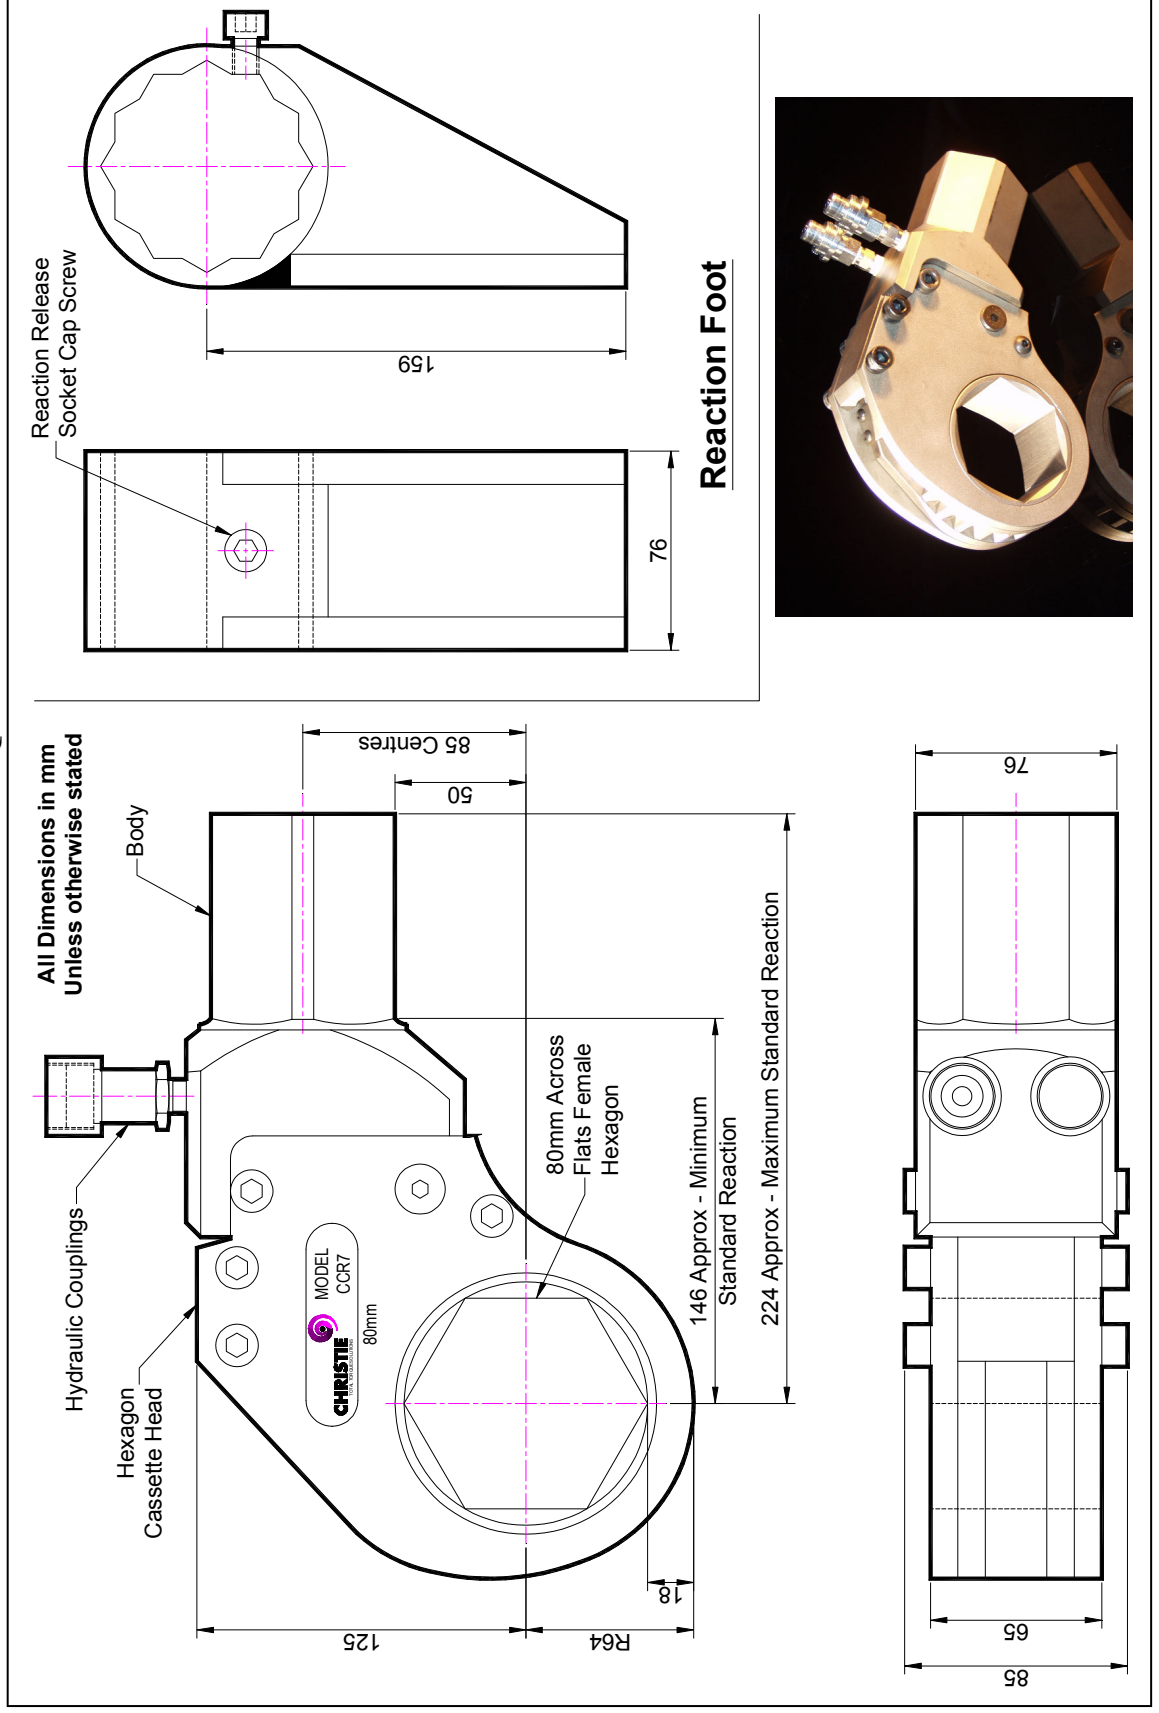 All Dimensions in mm
Unless otherwise stated
Reaction Release
Socket Cap Screw
Hydraulic Couplings
Body
Hexagon
Cassette Head
MODEL
CCR7
CHRISTIE
80mm
80mm Across
Flats Female
Hexagon
85 Centres
50
125
R64
18
146 Approx - Minimum
Standard Reaction
224 Approx - Maximum Standard Reaction
159
76
Reaction Foot
76
65
85